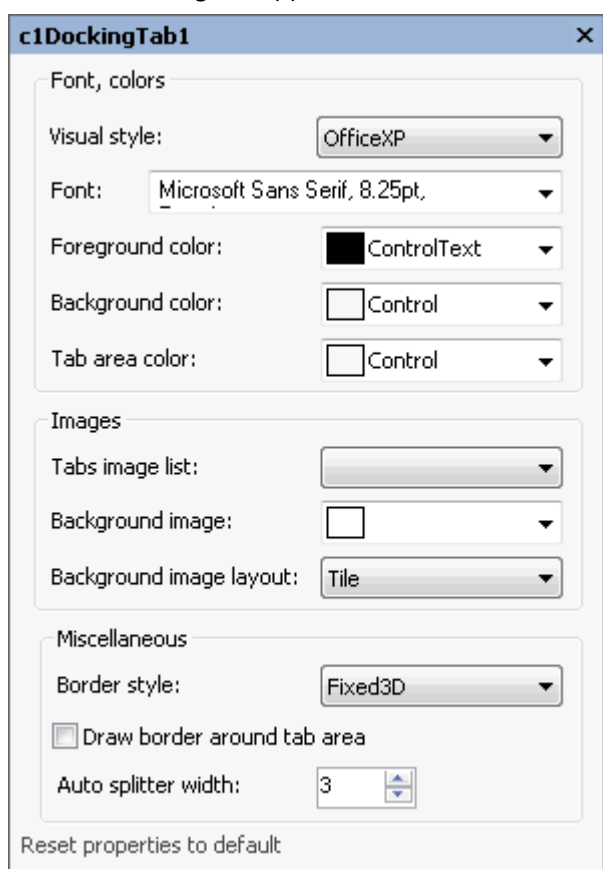 c1DockingTab1
Font, colors
Visual style: OfficeXP
Font: Microsoft Sans Serif, 8.25pt,
Foreground color: ControlText
Background color: Control
Tab area color: Control
Images
Tabs image list:
Background image:
Background image layout: Tile
Miscellaneous
Border style: Fixed3D
Draw border around tab area
Auto splitter width: 3
Reset properties to default